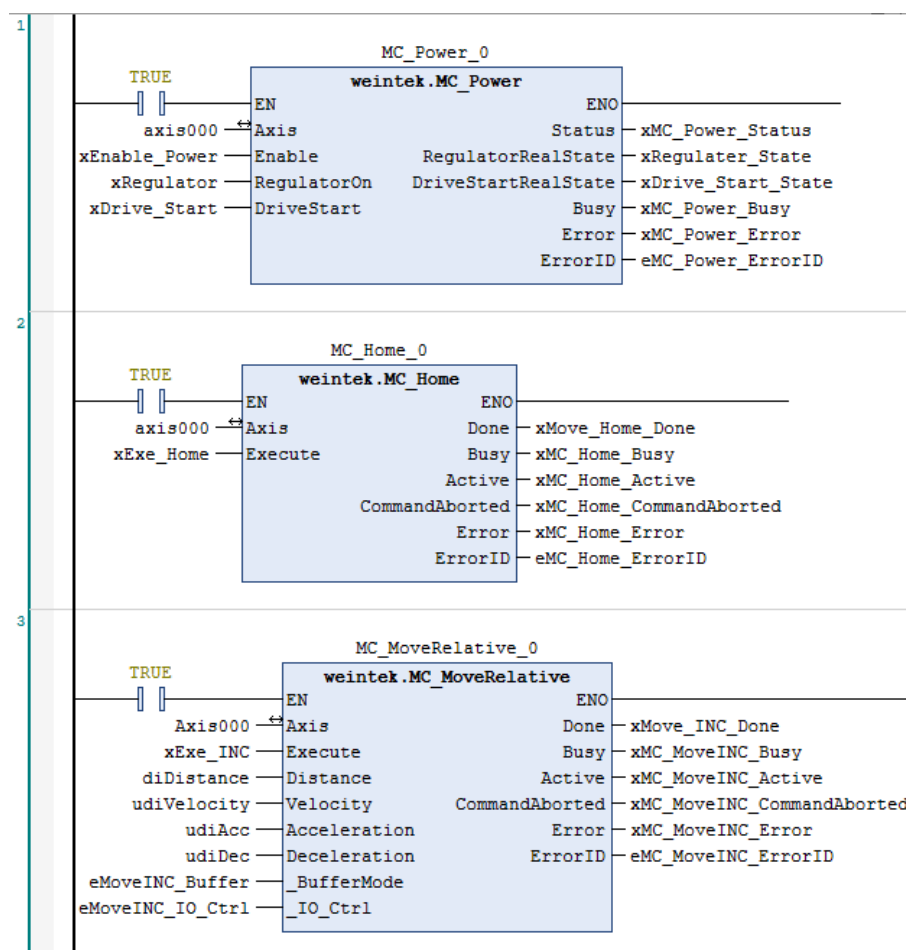 1
MC_Power_0
TRUE
weintek.MC_Power
EN ENO
axis000 Axis Status xMC_Power_Status
xEnable_Power Enable RegulatorRealState xRegulater_State
xRegulator RegulatorOn DriveStartRealState xDrive_Start_State
xDrive_Start DriveStart Busy xMC_Power_Busy
Error xMC_Power_Error
ErrorID eMC_Power_ErrorID
2
MC_Home_0
TRUE
weintek.MC_Home
EN ENO
axis000 Axis Done xMove_Home_Done
xExe_Home Execute Busy xMC_Home_Busy
Active xMC_Home_Active
CommandAborted xMC_Home_CommandAborted
Error xMC_Home_Error
ErrorID eMC_Home_ErrorID
3
MC_MoveRelative_0
TRUE
weintek.MC_MoveRelative
EN ENO
Axis000 Axis Done xMove_INC_Done
xExe_INC Execute Busy xMC_MoveINC_Busy
diDistance Distance Active xMC_MoveINC_Active
udiVelocity Velocity CommandAborted xMC_MoveINC_CommandAborted
udiAcc Acceleration Error xMC_MoveINC_Error
udiDec Deceleration ErrorID eMC_MoveINC_ErrorID
eMoveINC_Buffer _BufferMode
eMoveINC_IO_Ctrl _IO_Ctrl